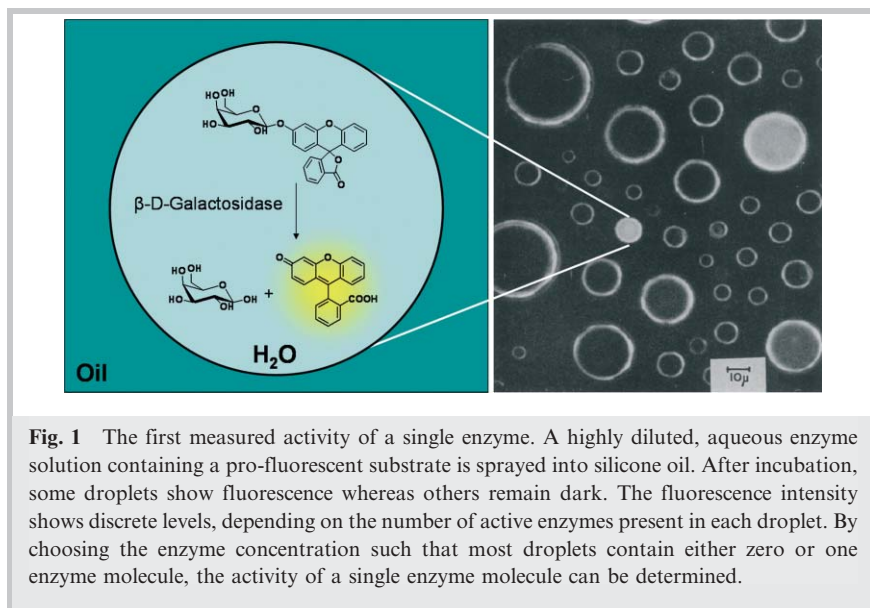 HO
OH
O
HO
OH
O
O
O
O
β-D-Galactosidase
HO
OH
O
HO
OH
OH
+
O
O
COOH
H₂O
Oil
10μ
Fig. 1 The first measured activity of a single enzyme. A highly diluted, aqueous enzyme
solution containing a pro-fluorescent substrate is sprayed into silicone oil. After incubation,
some droplets show fluorescence whereas others remain dark. The fluorescence intensity
shows discrete levels, depending on the number of active enzymes present in each droplet. By
choosing the enzyme concentration such that most droplets contain either zero or one
enzyme molecule, the activity of a single enzyme molecule can be determined.